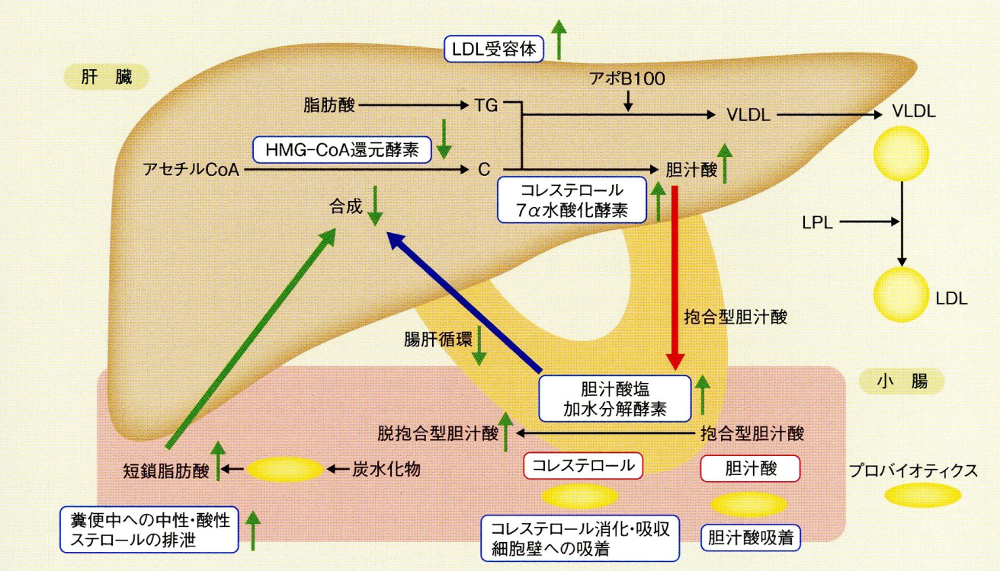 LDL受容体
肝 臓
アポB100
脂肪酸
TG
VLDL
VLDL
HMG-CoA還元酵素
アセチルCoA
C
胆汁酸
コレステロール
7α水酸化酵素
合成
LPL
LDL
抱合型胆汁酸
腸肝循環
小 腸
胆汁酸塩
加水分解酵素
脱抱合型胆汁酸
抱合型胆汁酸
短鎖脂肪酸
炭水化物
コレステロール
胆汁酸
プロバイオティクス
糞便中への中性・酸性
ステロールの排泄
コレステロール消化・吸収
細胞壁への吸着
胆汁酸吸着